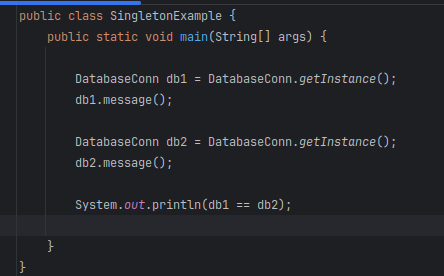 public class SingletonExample {
    public static void main(String[] args) {
        DatabaseConn db1 = DatabaseConn.getInstance();
        db1.message();
        DatabaseConn db2 = DatabaseConn.getInstance();
        db2.message();
        System.out.println(db1 == db2);
    }
}